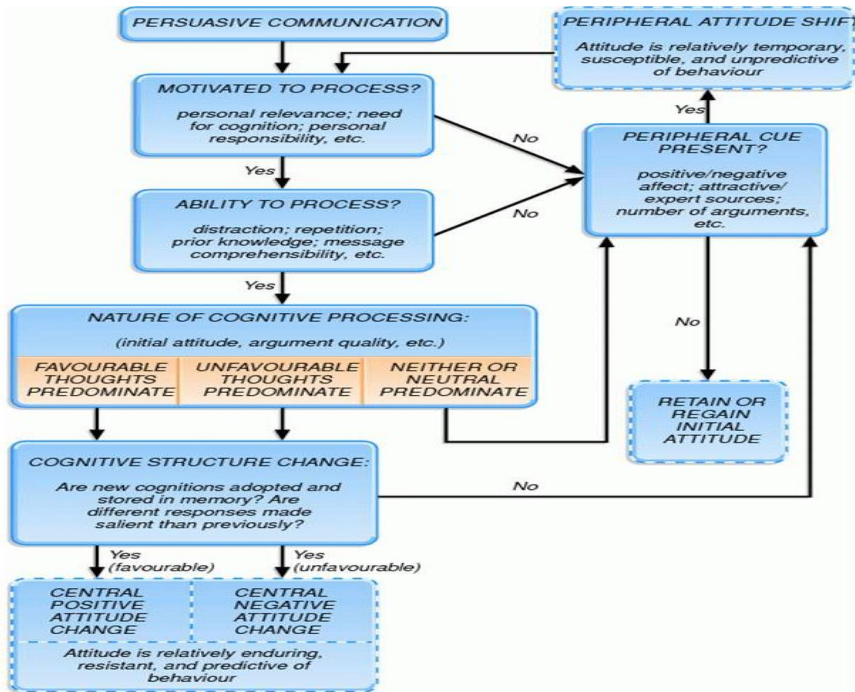 PERSUASIVE COMMUNICATION
PERIPHERAL ATTITUDE SHIFT
Attitude is relatively temporary,
susceptible, and unpredictive
of behaviour
MOTIVATED TO PROCESS?
personal relevance; need
for cognition; personal
responsibility, etc.
No
Yes
PERIPHERAL CUE
PRESENT?
positive/negative
affect; attractive/
expert sources;
number of arguments,
etc.
Yes
ABILITY TO PROCESS?
distraction; repetition;
prior knowledge; message
comprehensibility, etc.
No
Yes
NATURE OF COGNITIVE PROCESSING:
(initial attitude, argument quality, etc.)
FAVOURABLE
THOUGHTS
PREDOMINATE
UNFAVOURABLE
THOUGHTS
PREDOMINATE
NEITHER OR
NEUTRAL
PREDOMINATE
No
RETAIN OR
REGAIN
INITIAL
ATTITUDE
COGNITIVE STRUCTURE CHANGE:
Are new cognitions adopted and
stored in memory? Are
different responses made
salient than previously?
No
Yes
(favourable)
Yes
(unfavourable)
CENTRAL
POSITIVE
ATTITUDE
CHANGE
CENTRAL
NEGATIVE
ATTITUDE
CHANGE
Attitude is relatively enduring,
resistant, and predictive of
behaviour